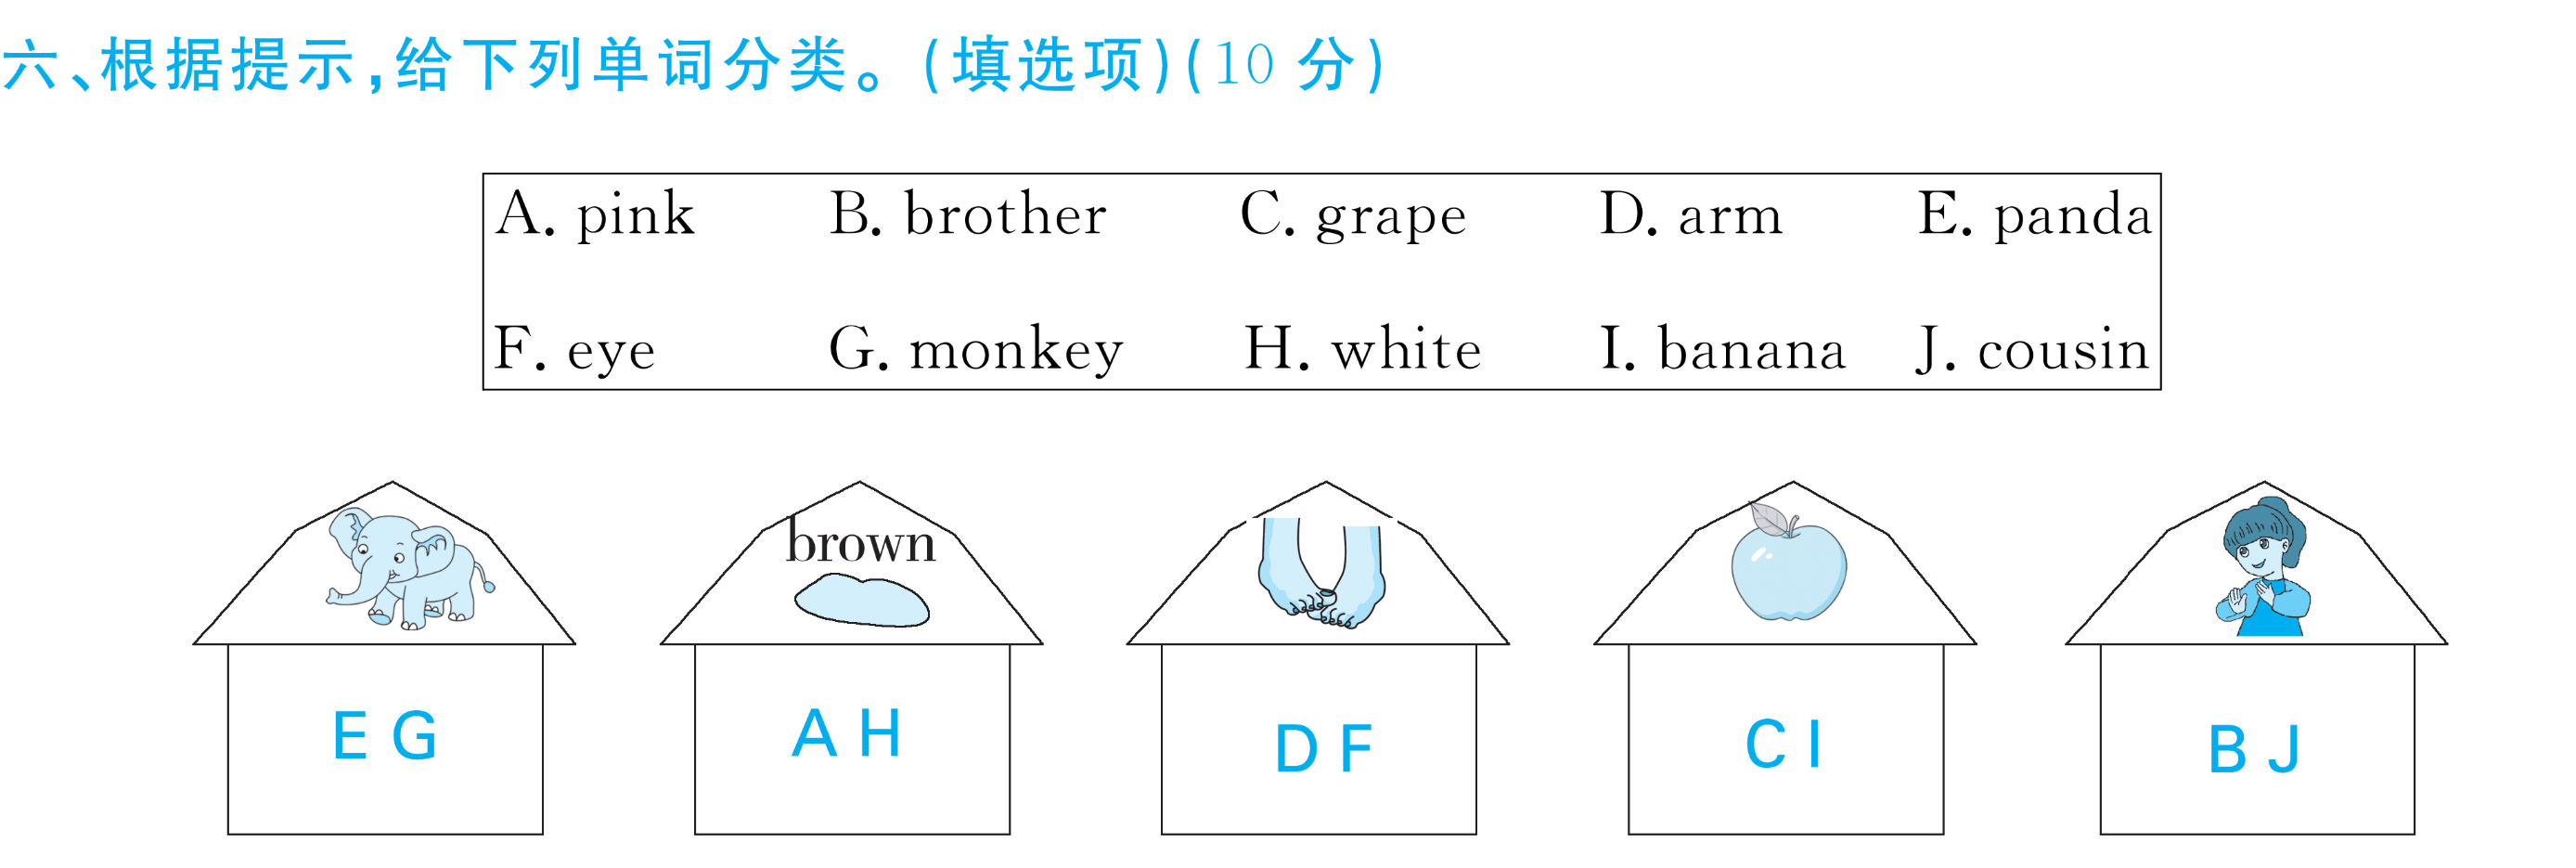 六、根据提示,给下列单词分类。(填选项)(10 分)
A. pink B. brother C. grape D. arm E. panda
F. eye G. monkey H. white I. banana J. cousin
brown
E G A H D F C I B J